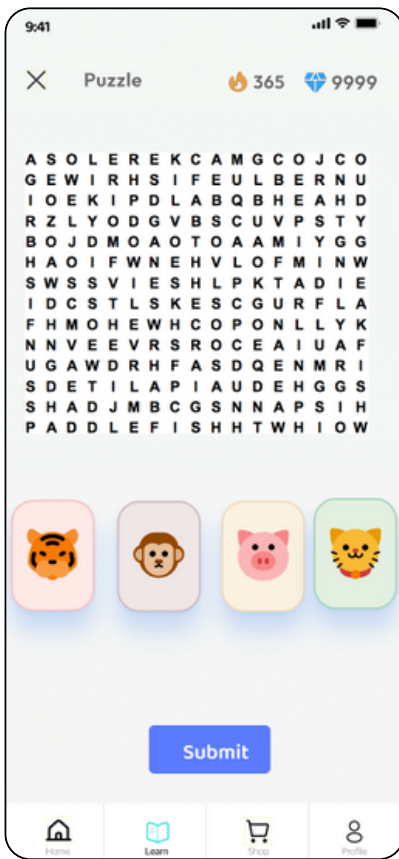 9:41
Puzzle 365 9999
A S O L E R E K C A M G C O J C O
G E W I R H S I F E U L B E R N U
I O E K I P D L A B Q B H E A H D
R Z L Y O D G V B S C U V P S T Y
B O J D M O A O T O A A M I Y G G
H A O I F W N E H V L O F M I N W
S W S S V I E S H L P K T A D I E
I D C S T L S K E S C G U R F L A
F H M O H E W H C O P O N L L Y K
N N V E E V R S R O C E A I U A F
U G A W D R H F A S D Q E N M R I
S D E T I L A P I A U D E H G G S
S H A D J M B C G S N N A P S I H
P A D D L E F I S H H T W H I O W
Submit
Home Learn Shop Profile